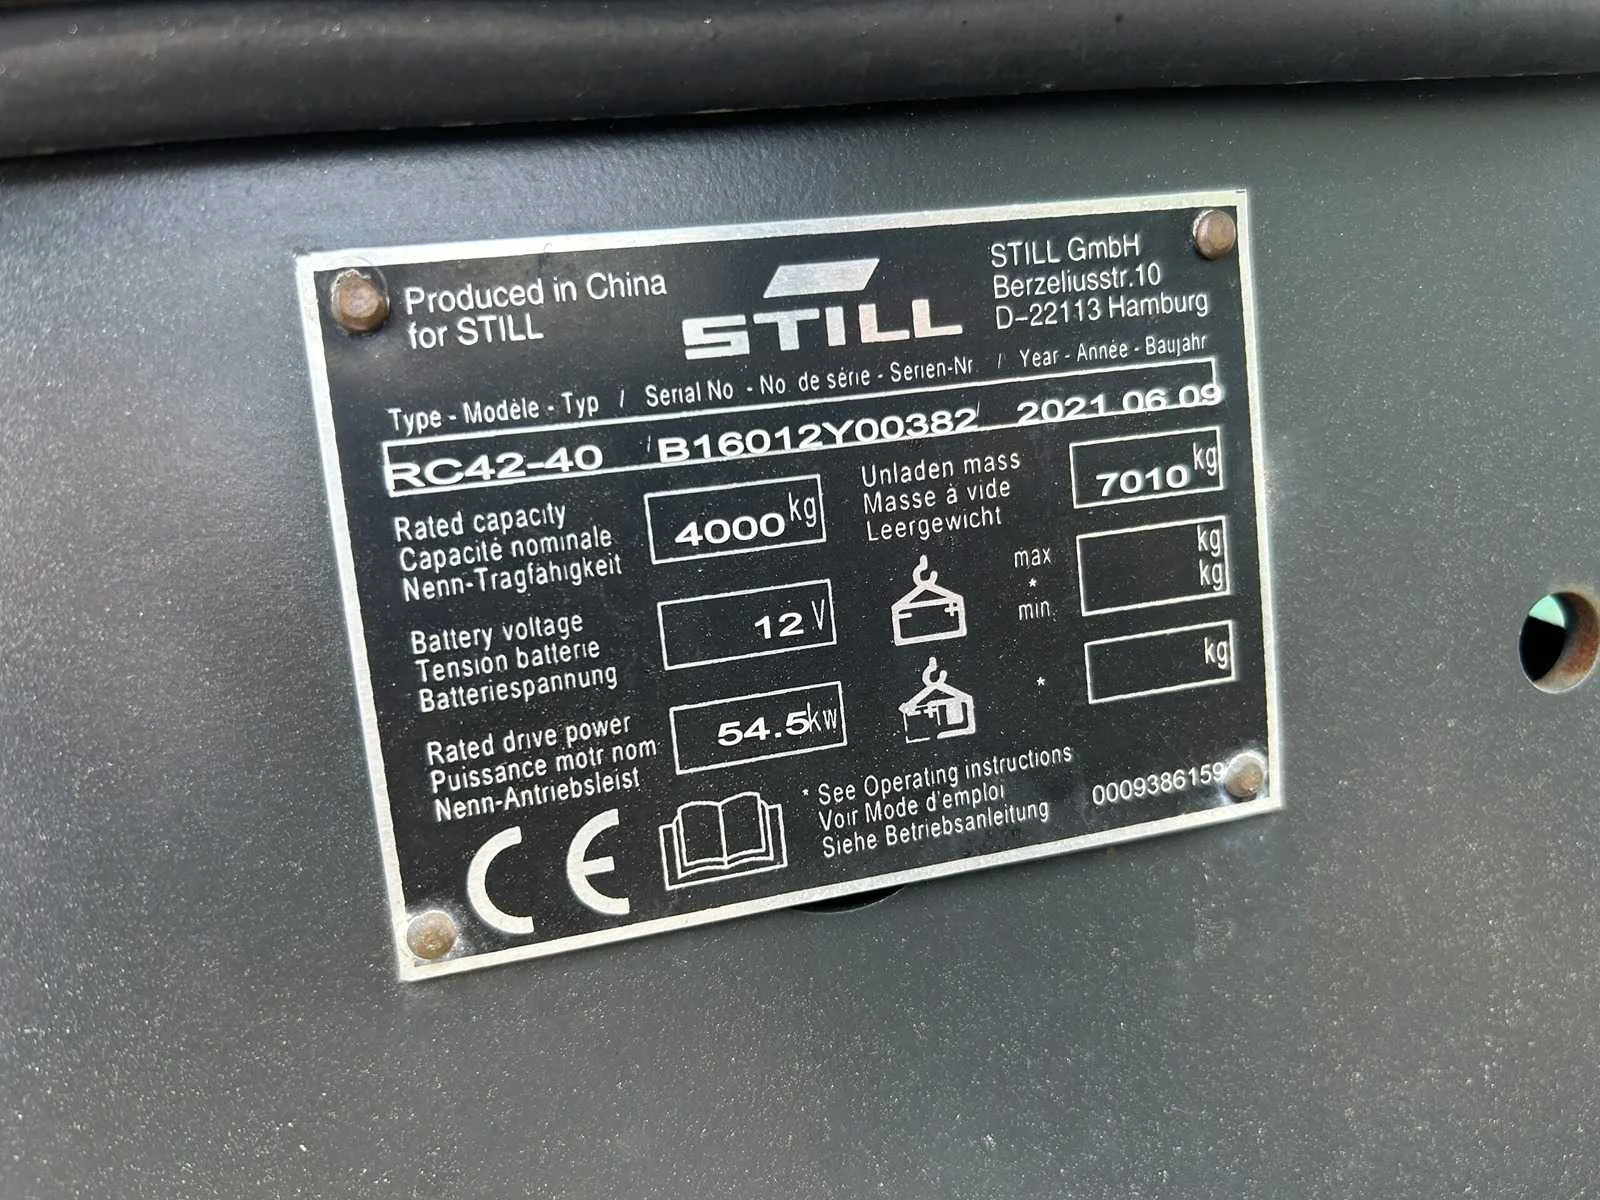 Produced in China
for STILL
STILL
STILL GmbH
Berzeliusstr.10
D-22113 Hamburg
Type - Modèle - Typ / Serial No - No de série - Serien-Nr / Year - Année - Baujahr
RC42-40 / B16012Y00382 / 2021.06.09
Rated capacity
Capacité nominale
Nenn-Tragfähigkeit
4000 kg
Unladen mass
Masse à vide
Leergewicht
7010 kg
Battery voltage
Tension batterie
Batteriespannung
12 V
- +
max
*
min
kg
kg
Rated drive power
Puissance motr nom
Nenn-Antriebsleist
54.5 kw
- +
*
kg
CE
* See Operating instructions
Voir Mode d'emploi
Siehe Betriebsanleitung